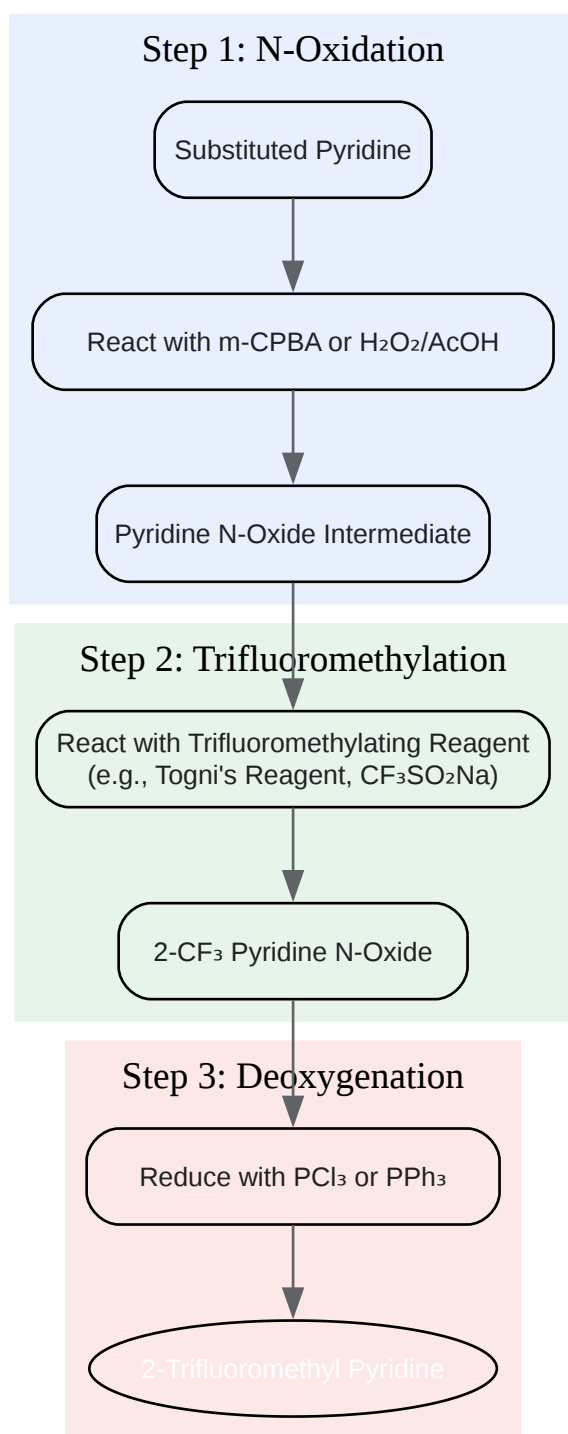 Step 1: N-Oxidation
Substituted Pyridine
React with m-CPBA or H₂O₂/AcOH
Pyridine N-Oxide Intermediate
Step 2: Trifluoromethylation
React with Trifluoromethylating Reagent
(e.g., Togni's Reagent, CF₃SO₂Na)
2-CF₃ Pyridine N-Oxide
Step 3: Deoxygenation
Reduce with PCl₃ or PPh₃
2-Trifluoromethyl Pyridine